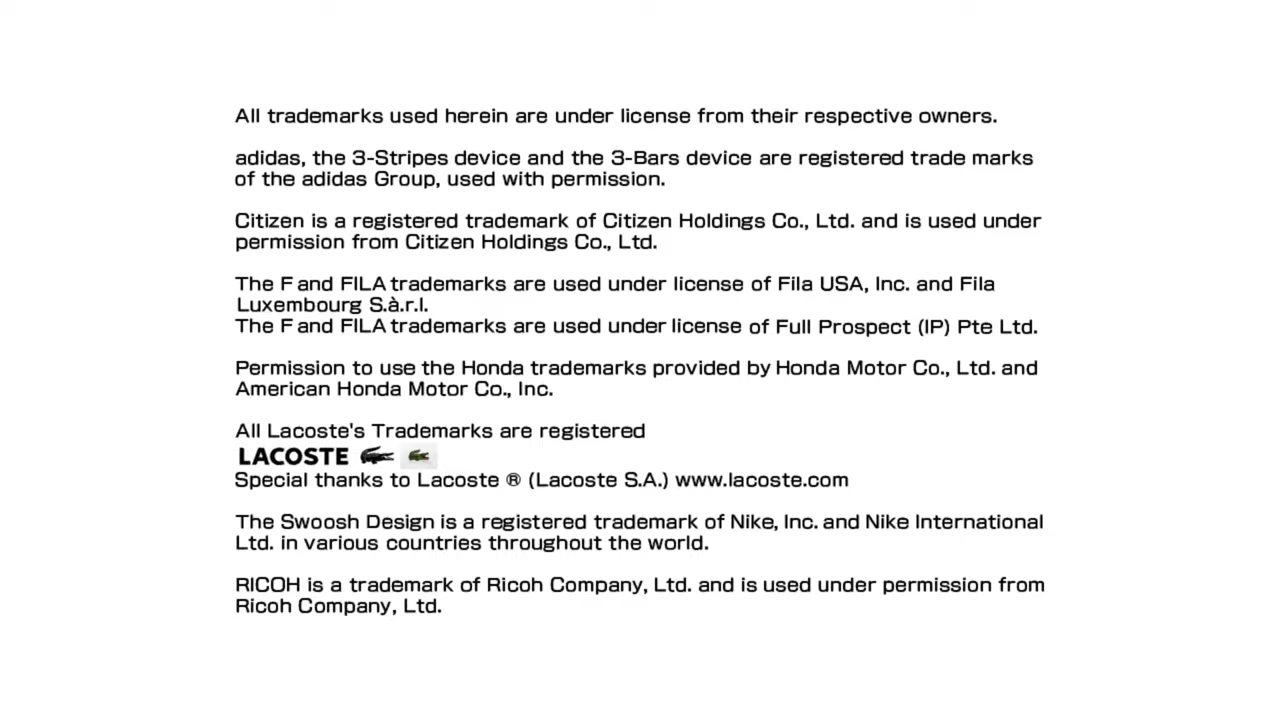 All trademarks used herein are under license from their respective owners.
adidas, the 3-Stripes device and the 3-Bars device are registered trade marks
of the adidas Group, used with permission.
Citizen is a registered trademark of Citizen Holdings Co., Ltd. and is used under
permission from Citizen Holdings Co., Ltd.
The F and FILA trademarks are used under license of Fila USA, Inc. and Fila
Luxembourg S.à.r.l.
The F and FILA trademarks are used under license of Full Prospect (IP) Pte Ltd.
Permission to use the Honda trademarks provided by Honda Motor Co., Ltd. and
American Honda Motor Co., Inc.
All Lacoste's Trademarks are registered
LACOSTE
Special thanks to Lacoste ® (Lacoste S.A.) www.lacoste.com
The Swoosh Design is a registered trademark of Nike, Inc. and Nike International
Ltd. in various countries throughout the world.
RICOH is a trademark of Ricoh Company, Ltd. and is used under permission from
Ricoh Company, Ltd.